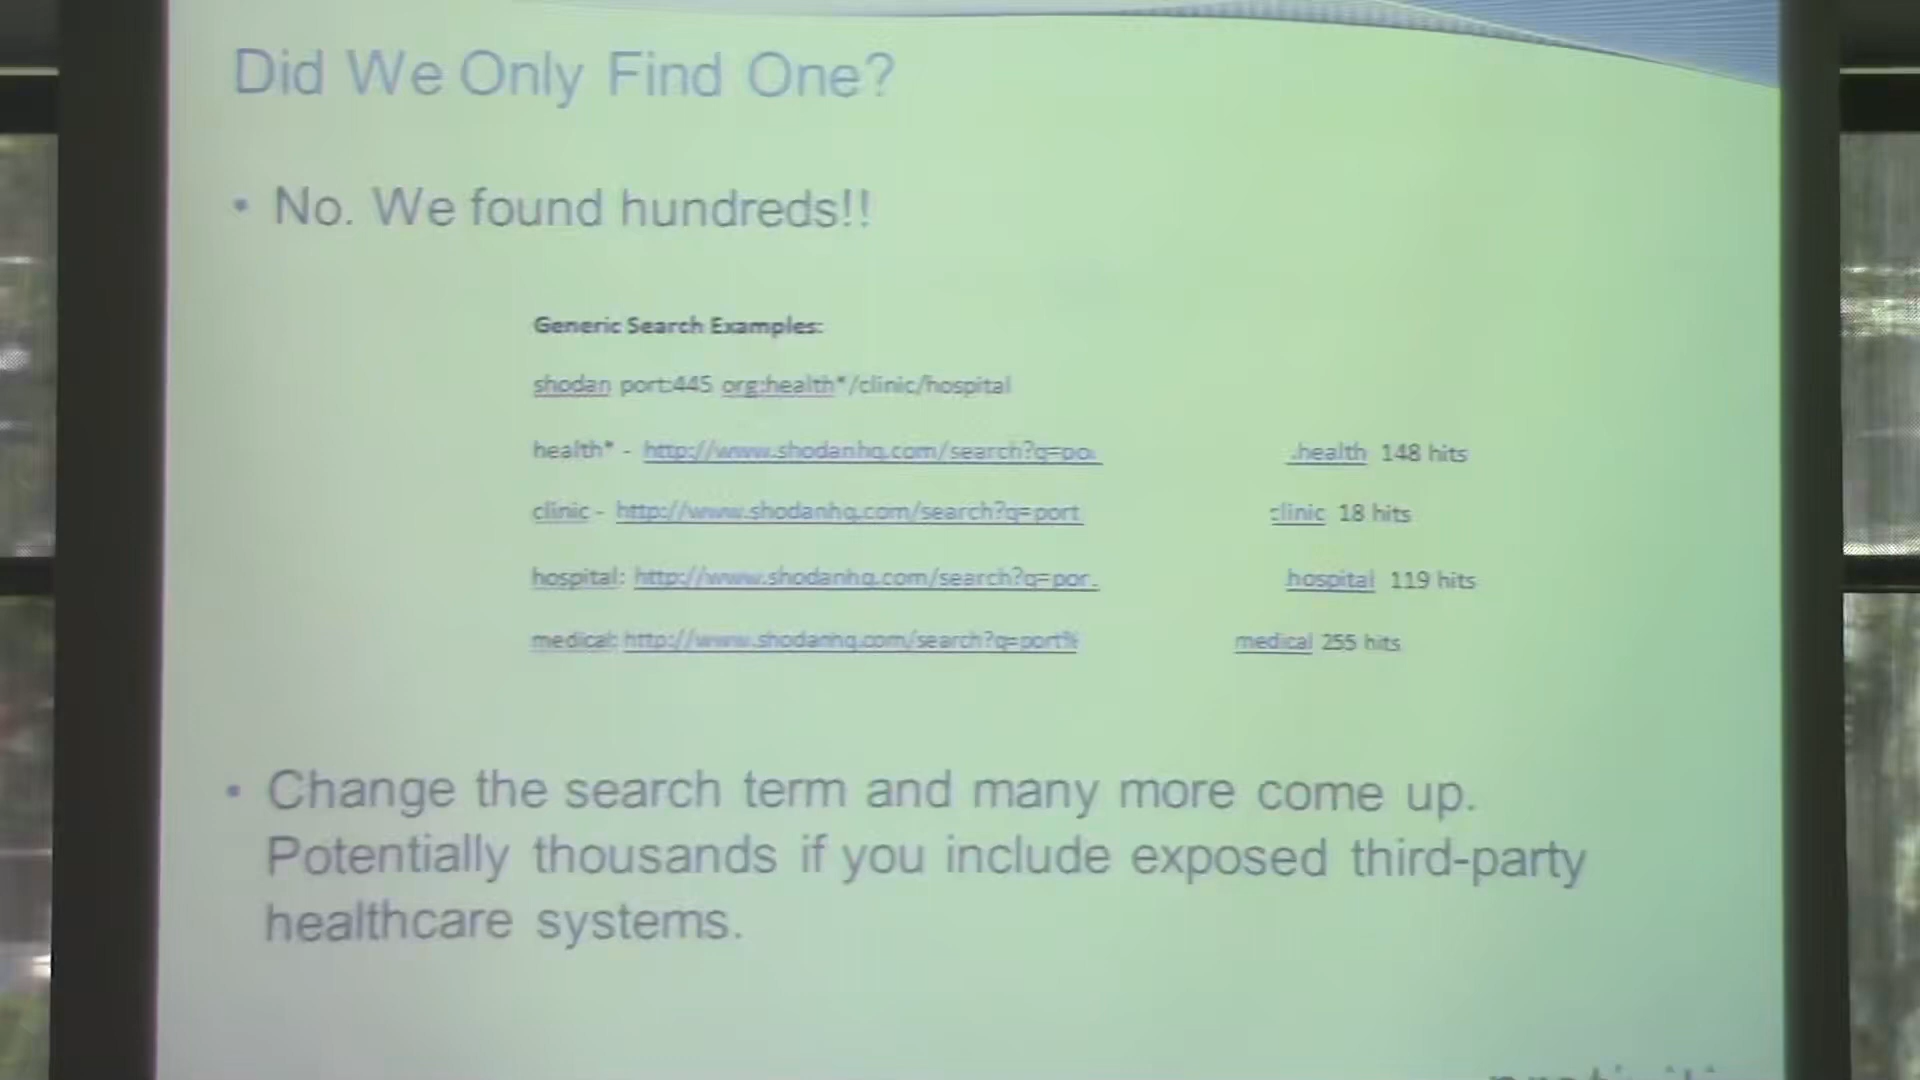 Did We Only Find One?
• No. We found hundreds!!
Generic Search Examples:
shodan port:445 org:health*/clinic/hospital
health* - http://www.shodanhq.com/search?q=po .health 148 hits
clinic - http://www.shodanhq.com/search?q=port clinic 18 hits
hospital: http://www.shodanhq.com/search?q=por hospital 119 hits
medical: http://www.shodanhq.com/search?q=port% medical 255 hits
• Change the search term and many more come up.
Potentially thousands if you include exposed third-party
healthcare systems.